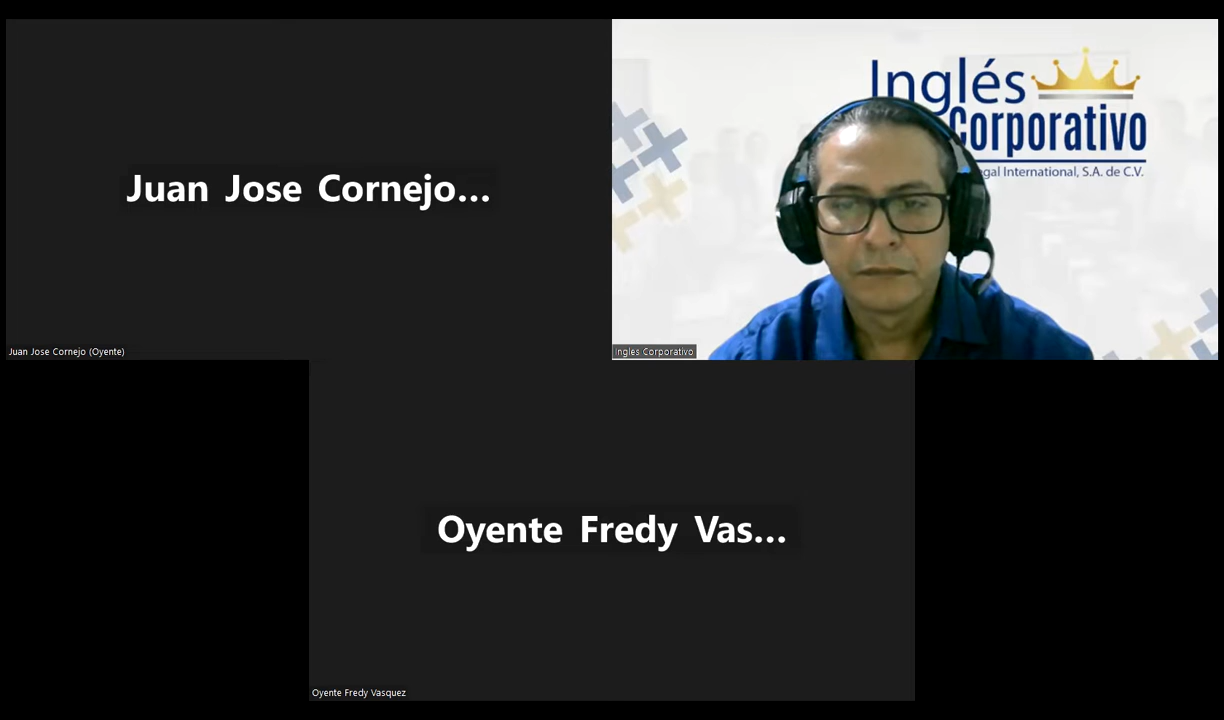 Juan Jose Cornejo...
Juan Jose Cornejo (Oyente)
Inglés
Corporativo
egal International, S.A. de C.V.
Ingles Corporativo
Oyente Fredy Vas...
Oyente Fredy Vasquez